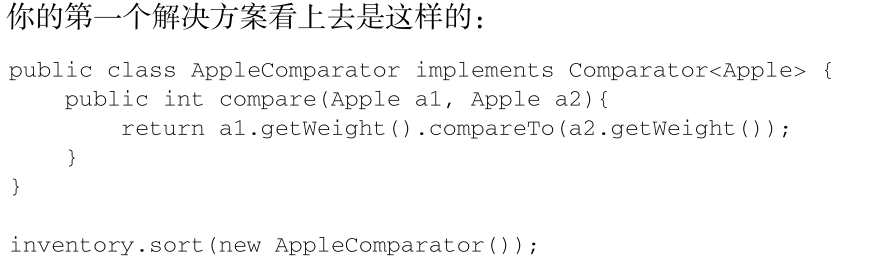 你的第一个解决方案看上去是这样的：
public class AppleComparator implements Comparator<Apple> {
    public int compare(Apple a1, Apple a2){
        return a1.getWeight().compareTo(a2.getWeight());
    }
}
inventory.sort(new AppleComparator());